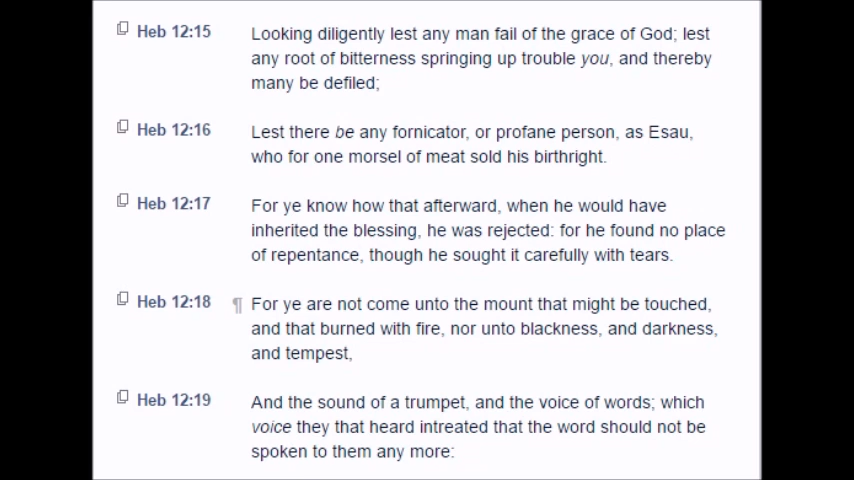 Heb 12:15 Looking diligently lest any man fail of the grace of God; lest
any root of bitterness springing up trouble you, and thereby
many be defiled;
Heb 12:16 Lest there be any fornicator, or profane person, as Esau,
who for one morsel of meat sold his birthright.
Heb 12:17 For ye know how that afterward, when he would have
inherited the blessing, he was rejected: for he found no place
of repentance, though he sought it carefully with tears.
Heb 12:18 ¶ For ye are not come unto the mount that might be touched,
and that burned with fire, nor unto blackness, and darkness,
and tempest,
Heb 12:19 And the sound of a trumpet, and the voice of words; which
voice they that heard intreated that the word should not be
spoken to them any more: